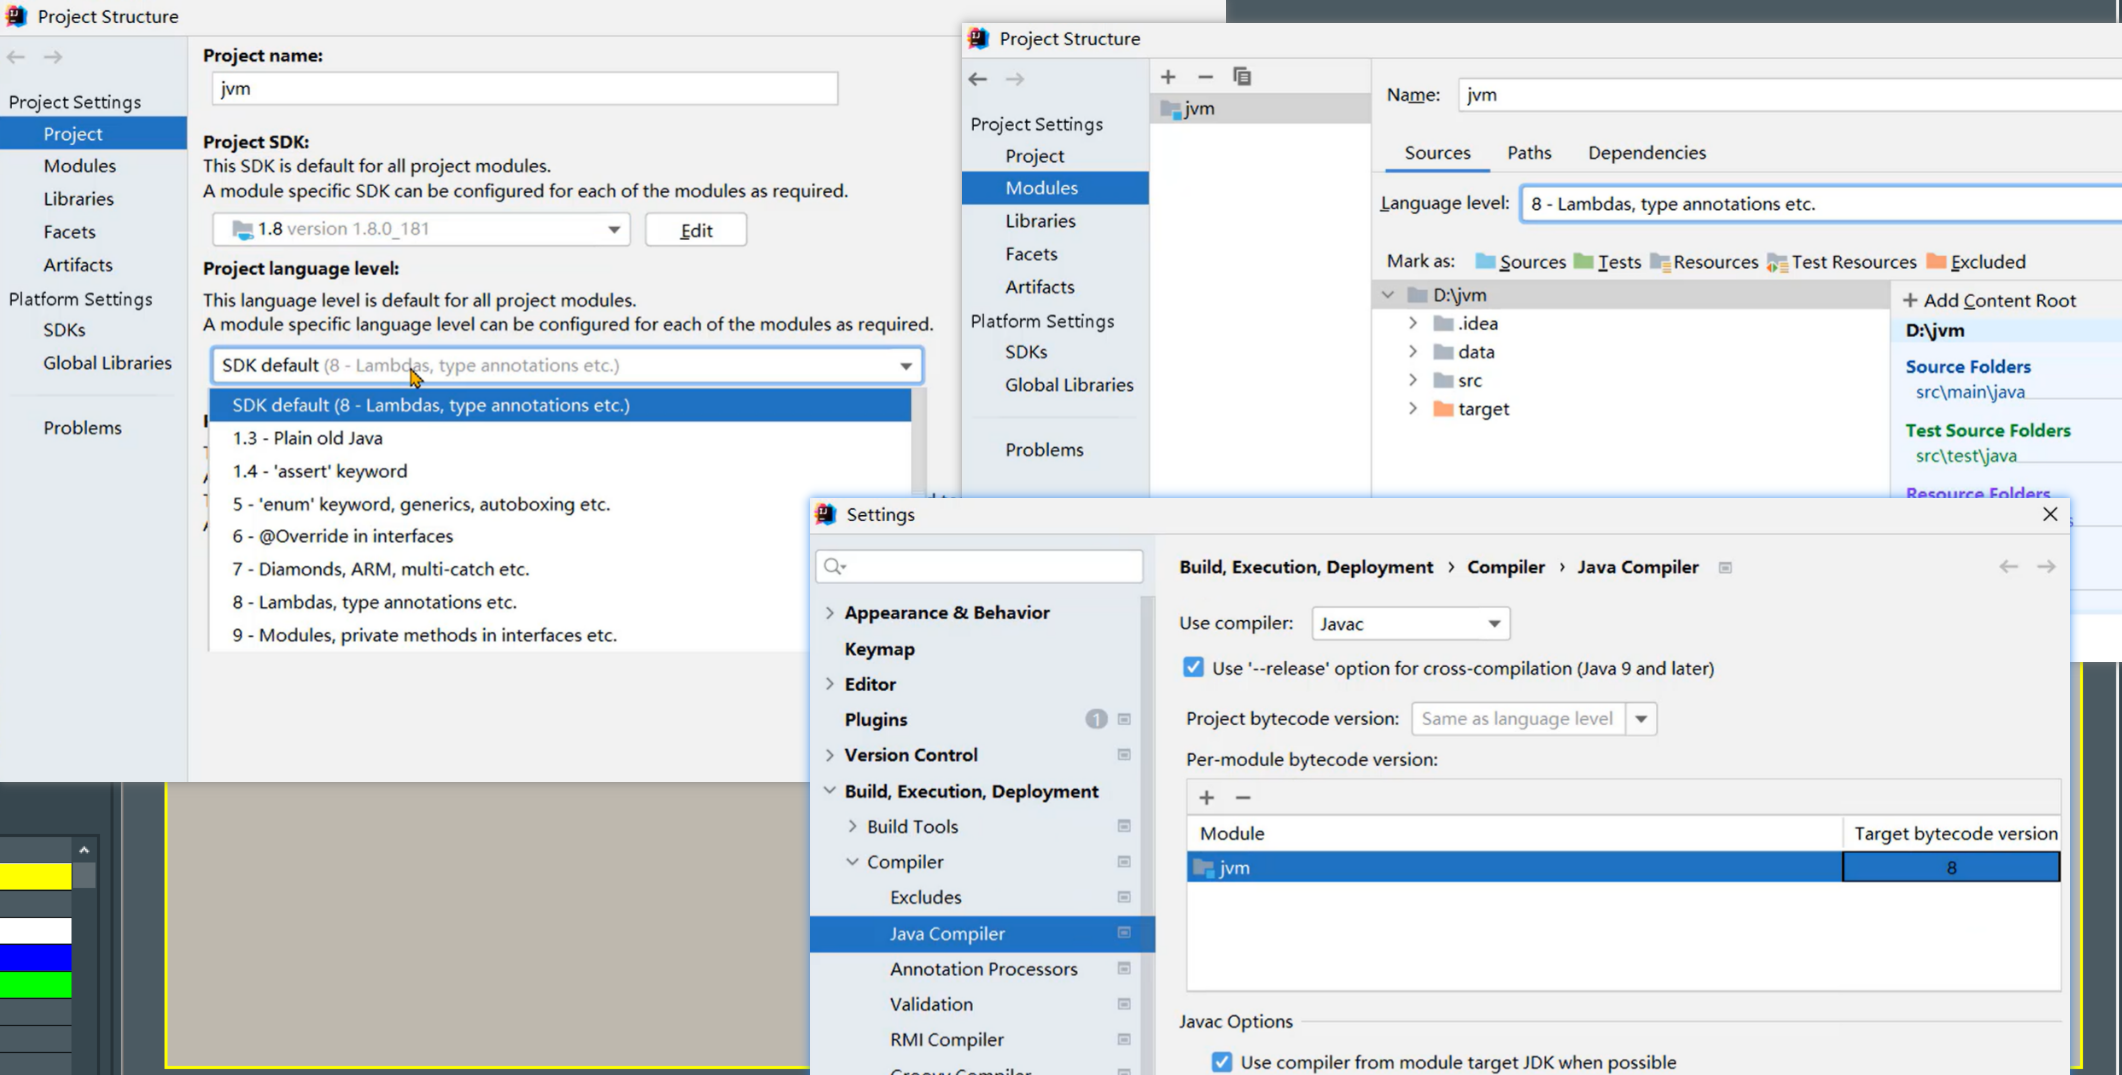 Project Structure
Project Settings
Project
Modules
Libraries
Facets
Artifacts
Platform Settings
SDKs
Global Libraries
Problems
Project name:
jvm
Project SDK:
This SDK is default for all project modules.
A module specific SDK can be configured for each of the modules as required.
1.8 version 1.8.0_181
Edit
Project language level:
This language level is default for all project modules.
A module specific language level can be configured for each of the modules as required.
SDK default (8 - Lambdas, type annotations etc.)
SDK default (8 - Lambdas, type annotations etc.)
1.3 - Plain old Java
1.4 - 'assert' keyword
5 - 'enum' keyword, generics, autoboxing etc.
6 - @Override in interfaces
7 - Diamonds, ARM, multi-catch etc.
8 - Lambdas, type annotations etc.
9 - Modules, private methods in interfaces etc.
Project Structure
Project Settings
Project
Modules
Libraries
Facets
Artifacts
Platform Settings
SDKs
Global Libraries
Problems
jvm
Name: jvm
Sources Paths Dependencies
Language level: 8 - Lambdas, type annotations etc.
Mark as: Sources Tests Resources Test Resources Excluded
D:\jvm
.idea
data
src
target
+ Add Content Root
D:\jvm
Source Folders
src\main\java
Test Source Folders
src\test\java
Resource Folders
Settings
Appearance & Behavior
Keymap
Editor
Plugins 1
Version Control
Build, Execution, Deployment
Build Tools
Compiler
Excludes
Java Compiler
Annotation Processors
Validation
RMI Compiler
Groovy Compiler
Build, Execution, Deployment › Compiler › Java Compiler
Use compiler: Javac
Use '--release' option for cross-compilation (Java 9 and later)
Project bytecode version: Same as language level
Per-module bytecode version:
Module Target bytecode version
jvm 8
Javac Options
Use compiler from module target JDK when possible